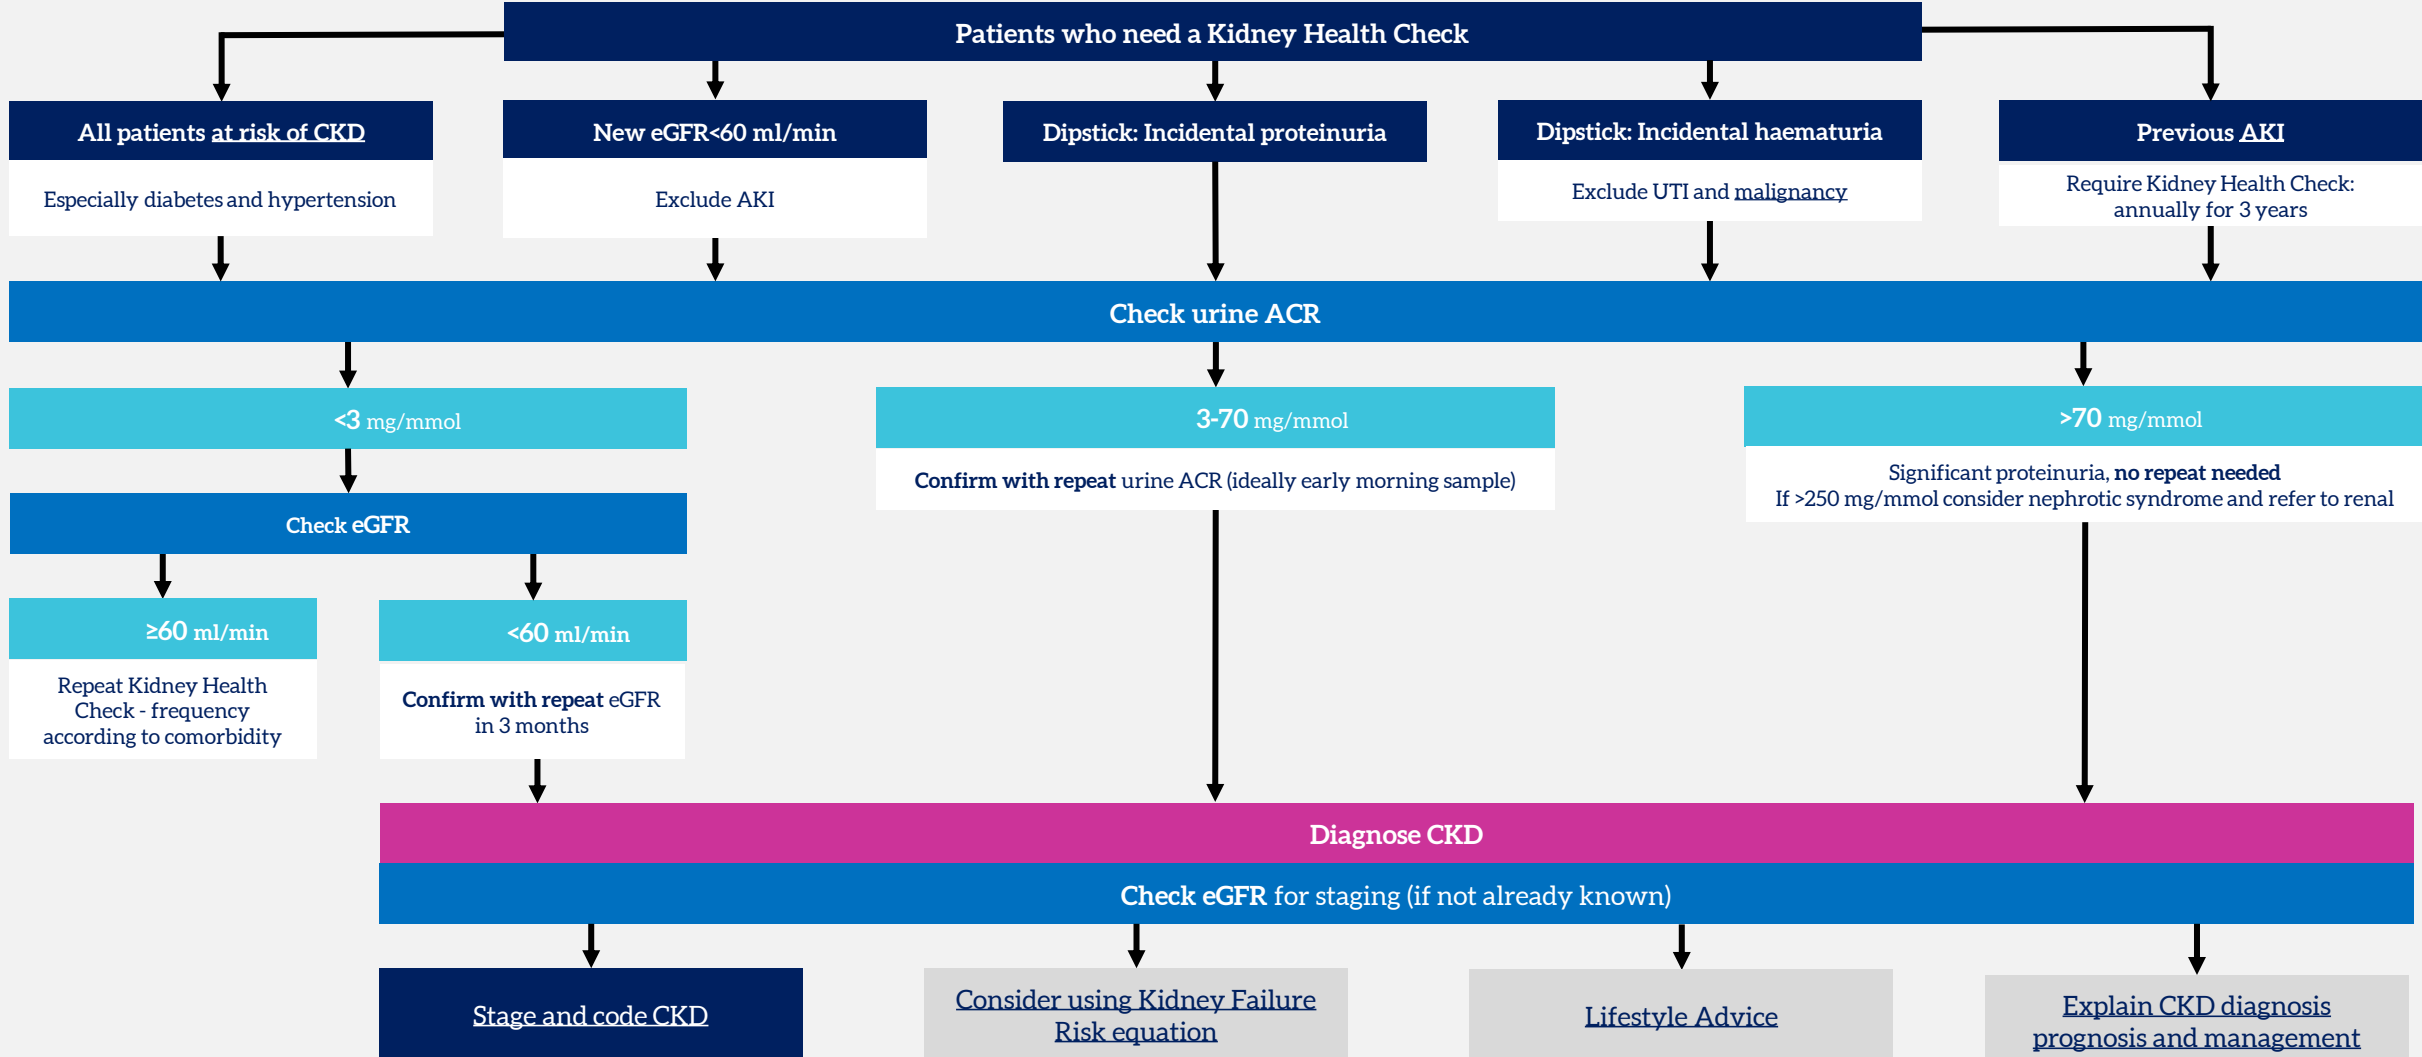 Patients who need a Kidney Health Check
All patients at risk of CKD
Especially diabetes and hypertension
New eGFR<60 ml/min
Exclude AKI
Dipstick: Incidental proteinuria
Dipstick: Incidental haematuria
Exclude UTI and malignancy
Previous AKI
Require Kidney Health Check:
annually for 3 years
Check urine ACR
<3 mg/mmol
3-70 mg/mmol
Confirm with repeat urine ACR (ideally early morning sample)
>70 mg/mmol
Significant proteinuria, no repeat needed
If >250 mg/mmol consider nephrotic syndrome and refer to renal
Check eGFR
≥60 ml/min
Repeat Kidney Health
Check - frequency
according to comorbidity
<60 ml/min
Confirm with repeat eGFR
in 3 months
Diagnose CKD
Check eGFR for staging (if not already known)
Stage and code CKD
Consider using Kidney Failure
Risk equation
Lifestyle Advice
Explain CKD diagnosis
prognosis and management